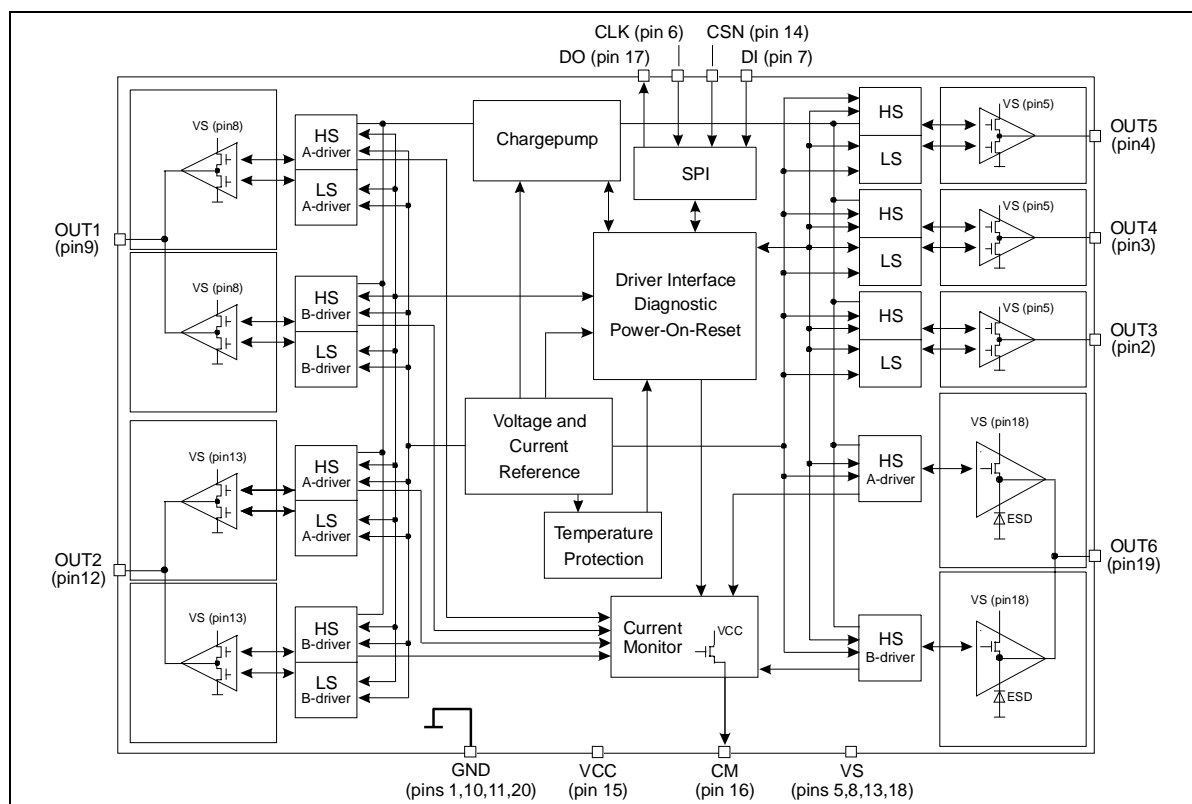 CLK (pin 6)
CSN (pin 14)
DO (pin 17)
DI (pin 7)
VS (pin8)
HS
A-driver
LS
A-driver
OUT1
(pin9)
VS (pin8)
HS
B-driver
LS
B-driver
VS (pin13)
HS
A-driver
LS
A-driver
OUT2
(pin12)
VS (pin13)
HS
B-driver
LS
B-driver
Chargepump
SPI
Driver Interface
Diagnostic
Power-On-Reset
Voltage and
Current
Reference
Temperature
Protection
Current
Monitor
VCC
HS
LS
VS (pin5)
OUT5
(pin4)
HS
LS
VS (pin5)
OUT4
(pin3)
HS
LS
VS (pin5)
OUT3
(pin2)
HS
A-driver
VS (pin18)
ESD
OUT6
(pin19)
HS
B-driver
VS (pin18)
ESD
GND
(pins 1,10,11,20)
VCC
(pin 15)
CM
(pin 16)
VS
(pins 5,8,13,18)